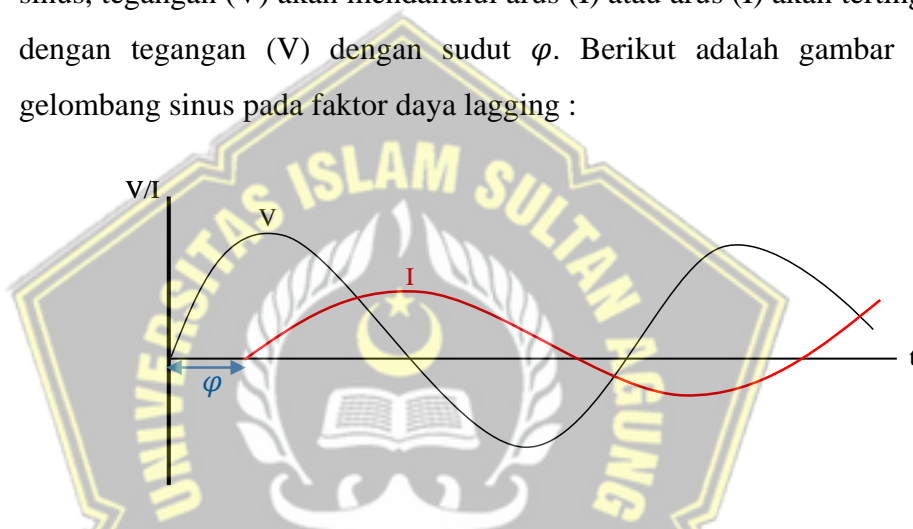 sinus, tegangan (V) akan mendahului arus (I) atau arus (I) akan terting
dengan tegangan (V) dengan sudut 𝜑. Berikut adalah gambar
gelombang sinus pada faktor daya lagging :
UNIVERSITAS ISLAM SULTAN AGUNG
V/I
V
I
t
𝜑